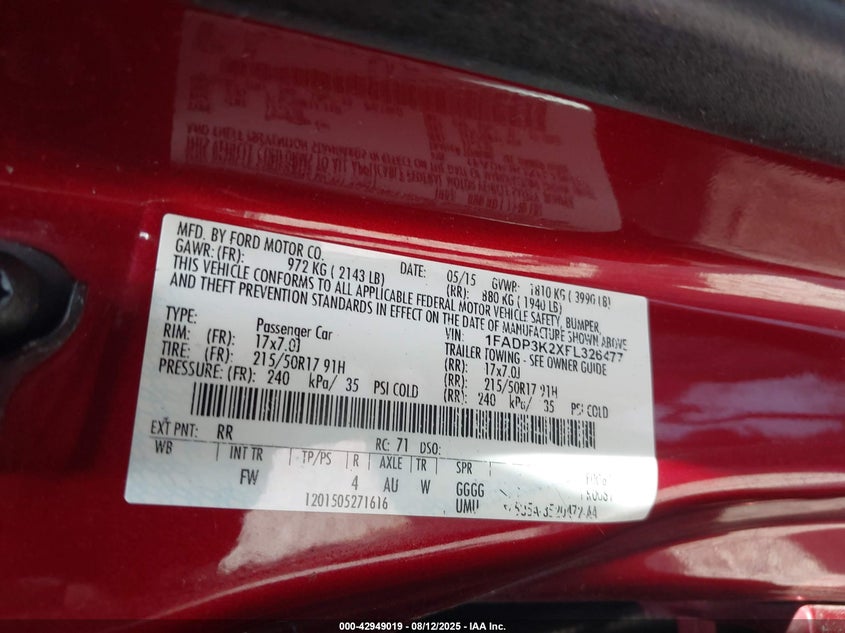 MFD. BY FORD MOTOR CO.
DATE: 05/15 GVWR: 1810 KG ( 3990 LB)
GAWR: (FR): 972 KG ( 2143 LB) (RR): 880 KG ( 1940 LB)
THIS VEHICLE CONFORMS TO ALL APPLICABLE FEDERAL MOTOR VEHICLE SAFETY, BUMPER,
AND THEFT PREVENTION STANDARDS IN EFFECT ON THE DATE OF MANUFACTURE SHOWN ABOVE
VIN: 1FADP3K2XFL326477
TYPE: Passenger Car TRAILER TOWING - SEE OWNER GUIDE
RIM: (FR): 17x7.0J (RR): 17x7.0J
TIRE: (FR): 215/50R17 91H (RR): 215/50R17 91H
PRESSURE: (FR): 240 kPa/ 35 PSI COLD (RR): 240 kPa/ 35 PSI COLD
EXT PNT: RR RC: 71 DSO:
WB INT TR TP/PS R AXLE TR SPR
FW 4 AU W GGGG
1201505271616 UMU
000-42949019 - 08/12/2025 - IAA Inc.